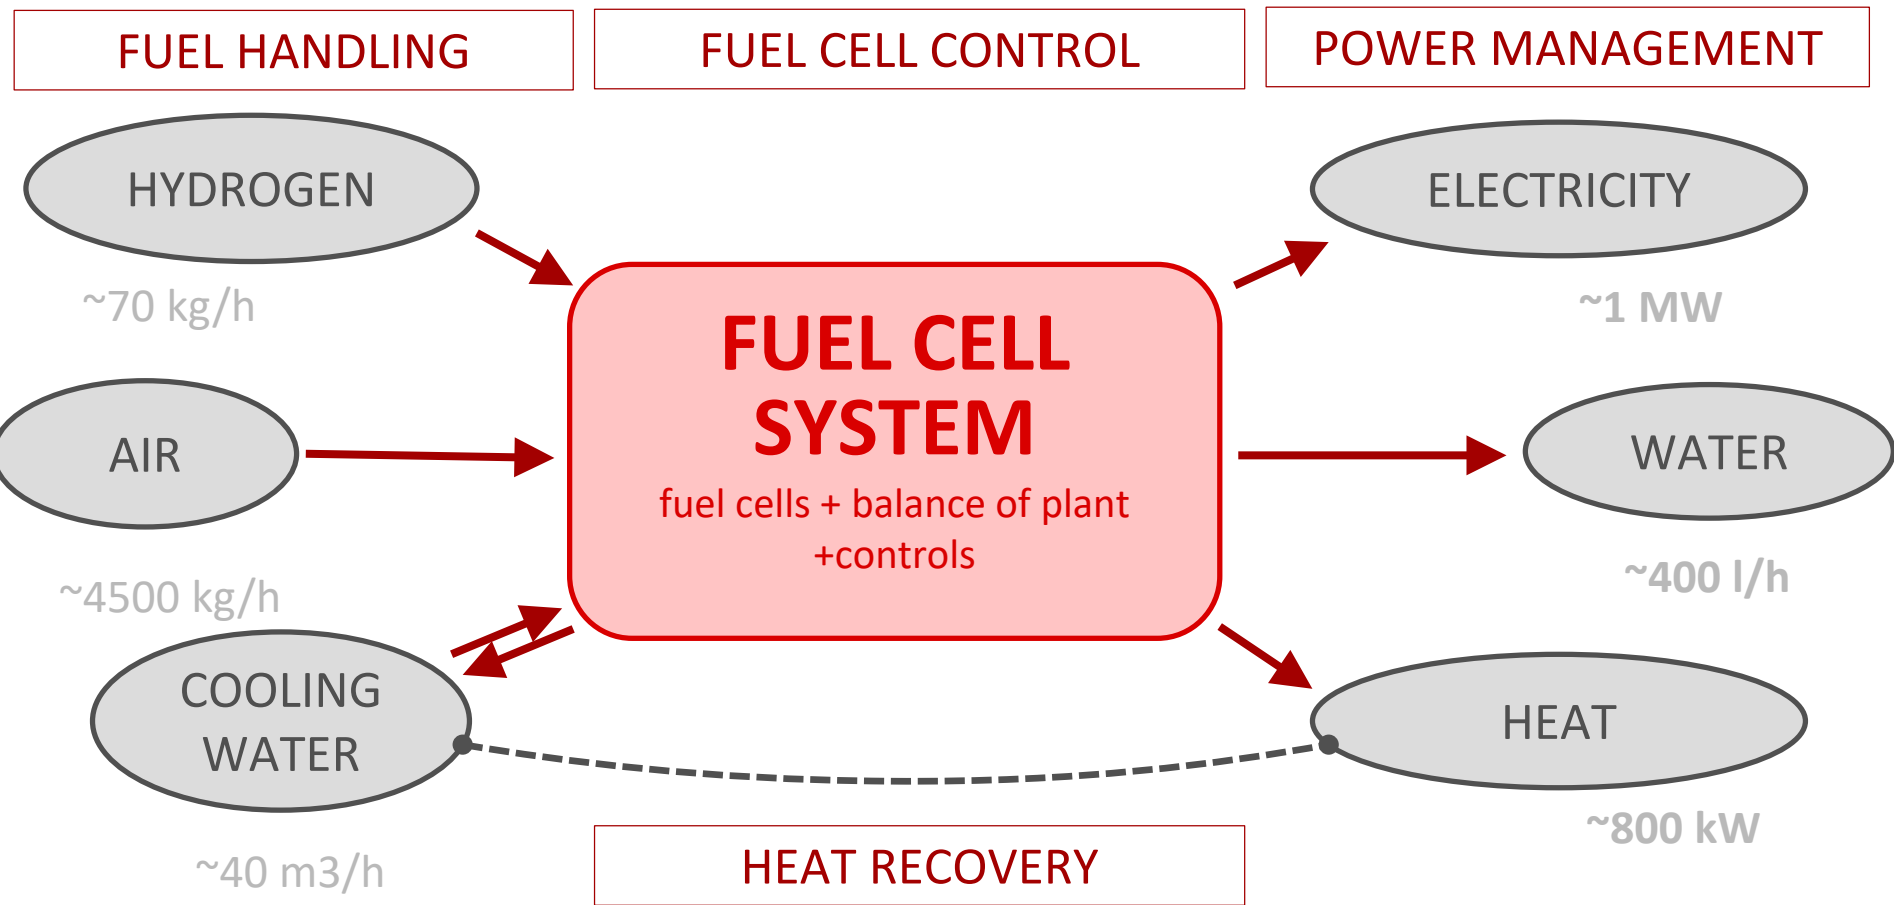 FUEL HANDLING
FUEL CELL CONTROL
POWER MANAGEMENT
HYDROGEN
~70 kg/h
AIR
~4500 kg/h
COOLING
WATER
~40 m3/h
FUEL CELL
SYSTEM
fuel cells + balance of plant
+controls
ELECTRICITY
~1 MW
WATER
~400 l/h
HEAT
~800 kW
HEAT RECOVERY